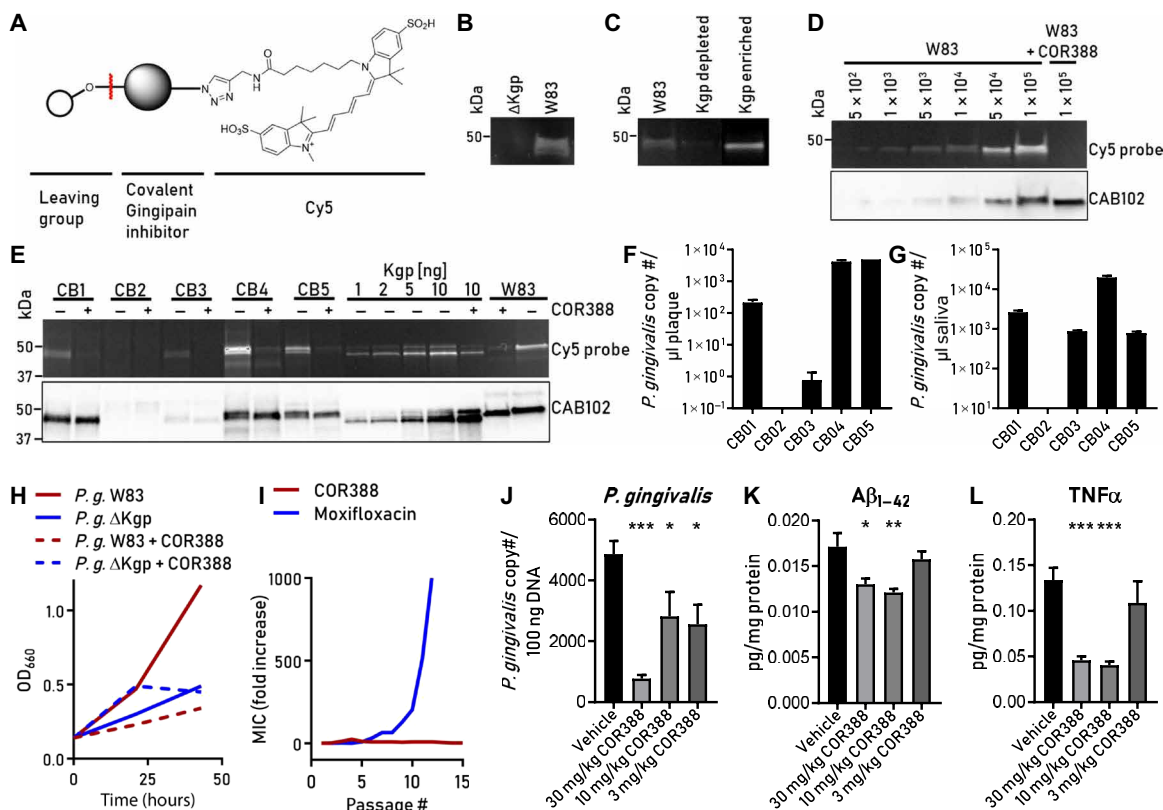 A
SO₂H
O
NH
N
N=N
O
HO₃S
N
N⁺
Leaving
group
Covalent
Gingipain
inhibitor
Cy5
B
kDa
ΔKgp
W83
50
C
kDa
W83
Kgp depleted
Kgp enriched
50
D
W83
W83
+ COR388
kDa
5 × 10²
1 × 10³
5 × 10³
1 × 10⁴
5 × 10⁴
1 × 10⁵
1 × 10⁵
50
Cy5 probe
CAB102
E
kDa
CB1 CB2 CB3 CB4 CB5
Kgp [ng]
1 2 5 10 10
W83
− + − + − + − + − + − − − − + + −
COR388
50
37
Cy5 probe
50
37
CAB102
F
P. gingivalis copy #/
µl plaque
1×10⁴
1×10³
1×10²
1×10¹
1×10⁰
1×10⁻¹
CB01
CB02
CB03
CB04
CB05
G
P. gingivalis copy #/
µl saliva
1×10⁵
1×10⁴
1×10³
1×10²
1×10¹
CB01
CB02
CB03
CB04
CB05
H
P. g. W83
P. g. ΔKgp
P. g. W83 + COR388
P. g. ΔKgp + COR388
OD₆₆₀
1.0
0.5
0.0
0
25
50
Time (hours)
I
COR388
Moxifloxacin
MIC (fold increase)
1000
500
0
0
5
10
15
Passage #
J
P. gingivalis
P. gingivalis copy#/
100 ng DNA
6000
4000
2000
0
*** * *
Vehicle
30 mg/kg COR388
10 mg/kg COR388
3 mg/kg COR388
K
Aβ₁₋₄₂
pg/mg protein
0.020
0.015
0.010
0.005
0.000
* **
Vehicle
30 mg/kg COR388
10 mg/kg COR388
3 mg/kg COR388
L
TNFα
pg/mg protein
0.20
0.15
0.10
0.05
0.00
*** ***
Vehicle
30 mg/kg COR388
10 mg/kg COR388
3 mg/kg COR388